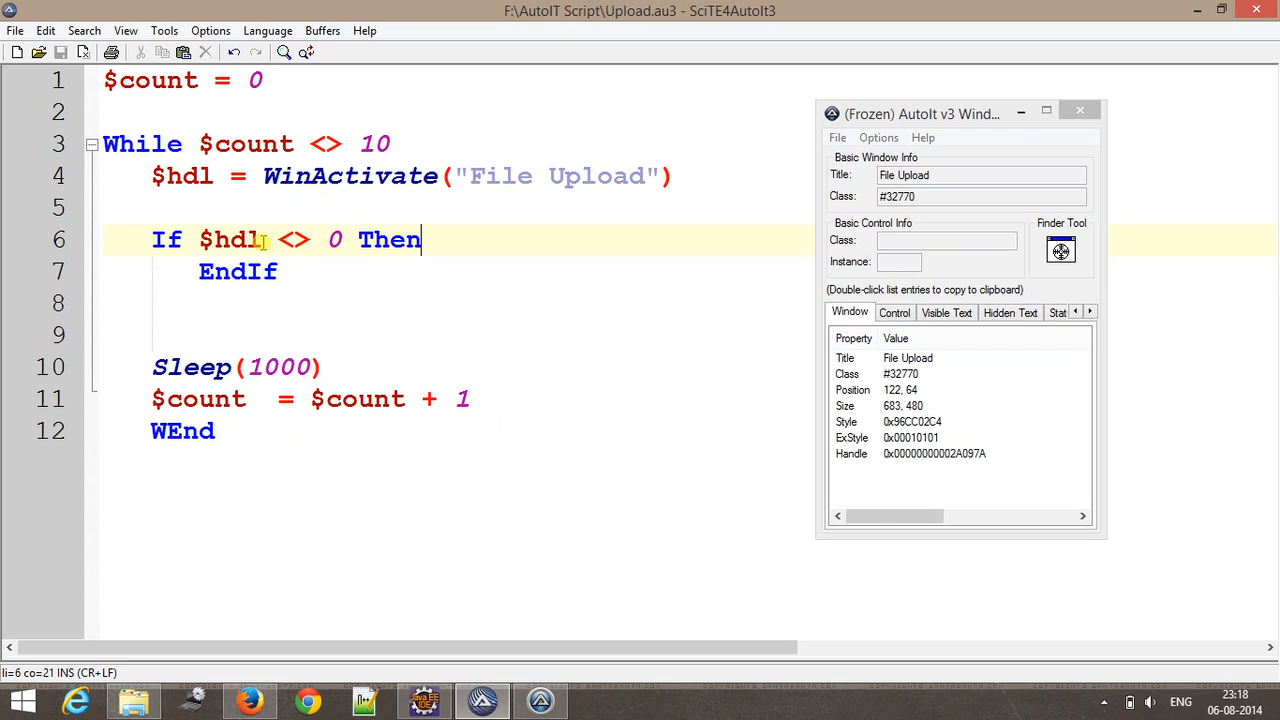 F:\AutoIT Script\Upload.au3 - SciTE4AutoIt3
File Edit Search View Tools Options Language Buffers Help
1 $count = 0
2
3 While $count <> 10
4 $hdl = WinActivate("File Upload")
5
6 If $hdl <> 0 Then
7 EndIf
8
9
10 Sleep(1000)
11 $count  = $count + 1
12 WEnd
(Frozen) AutoIt v3 Wind...
File Options Help
Basic Window Info
Title: File Upload
Class: #32770
Basic Control Info
Class:
Instance:
Finder Tool
(Double-click list entries to copy to clipboard)
Window Control Visible Text Hidden Text Stat
Property Value
Title File Upload
Class #32770
Position 122, 64
Size 683, 480
Style 0x96CC02C4
ExStyle 0x00010101
Handle 0x00000000002A097A
li=6 co=21 INS (CR+LF)
Java EE
IDE
ENG
23:18
06-08-2014